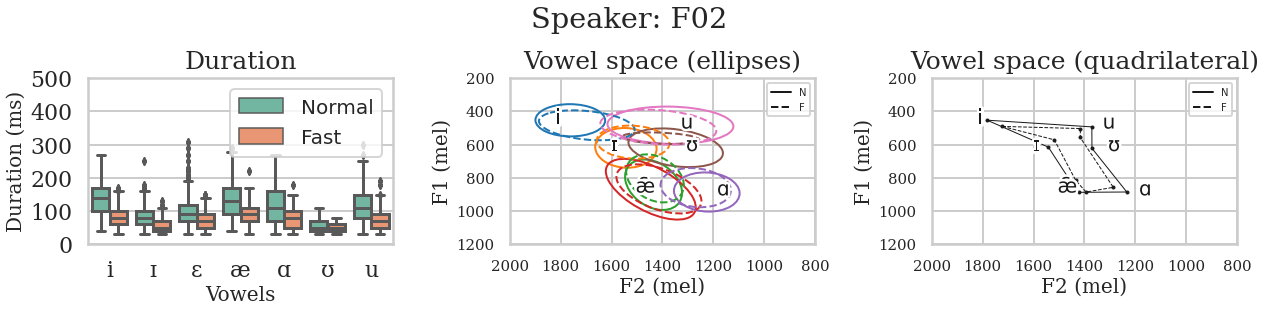 Speaker: F02
Duration
Duration (ms)
500
400
300
200
100
0
Normal
Fast
i ɪ ɛ æ ɑ ʊ u
Vowels
Vowel space (ellipses)
F1 (mel)
200
400
600
800
1000
1200
N
F
i
u
ɪ
ʊ
æ
ɑ
2000 1800 1600 1400 1200 1000 800
F2 (mel)
Vowel space (quadrilateral)
F1 (mel)
200
400
600
800
1000
1200
N
F
i
u
ɪ
ʊ
æ
ɑ
2000 1800 1600 1400 1200 1000 800
F2 (mel)